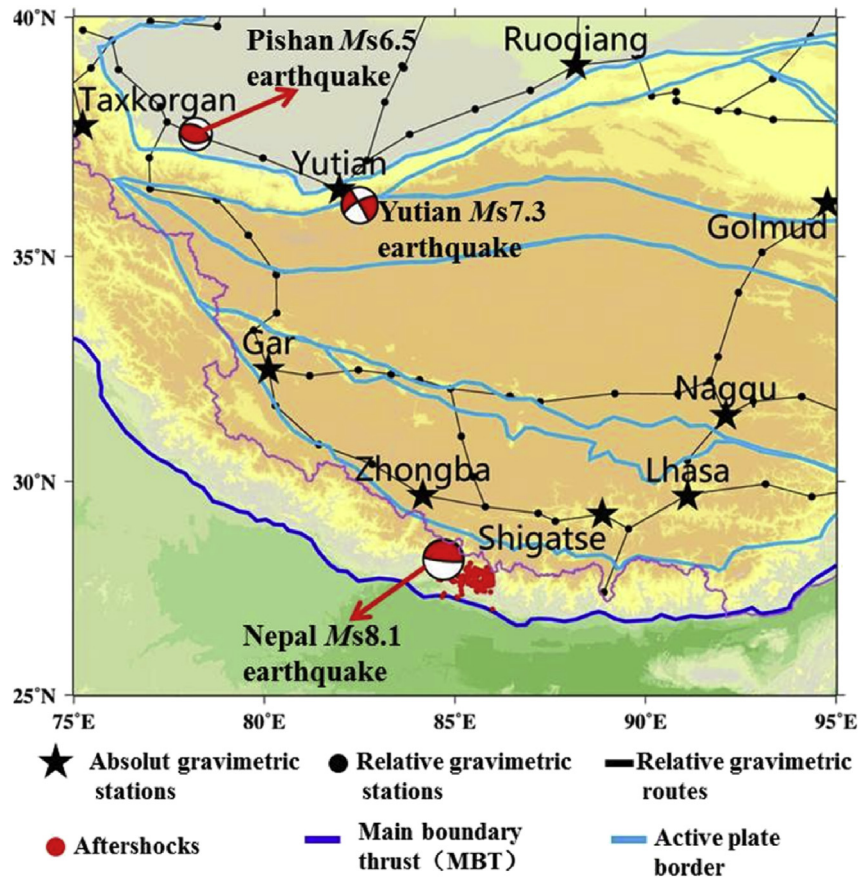 40°N
Pishan Ms6.5
earthquake
Ruoqiang
Taxkorgan
Yutian
Yutian Ms7.3
earthquake
Golmud
35°N
Gar
Nagqu
Zhongba
Lhasa
30°N
Shigatse
Nepal Ms8.1
earthquake
25°N
75°E 80°E 85°E 90°E 95°E
Absolut gravimetric
stations
Relative gravimetric
stations
Relative gravimetric
routes
Aftershocks
Main boundary
thrust（MBT）
Active plate
border